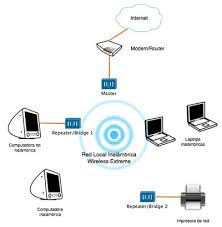 Internet
Modem/Router
Master
Computadora no
inalámbrica
Repeater/Bridge 1
Laptops
inalámbricas
Red Local Inalámbrica
Wireless Extreme
Computadora
inalámbrica
Repeater/Bridge 2
Impresora de red